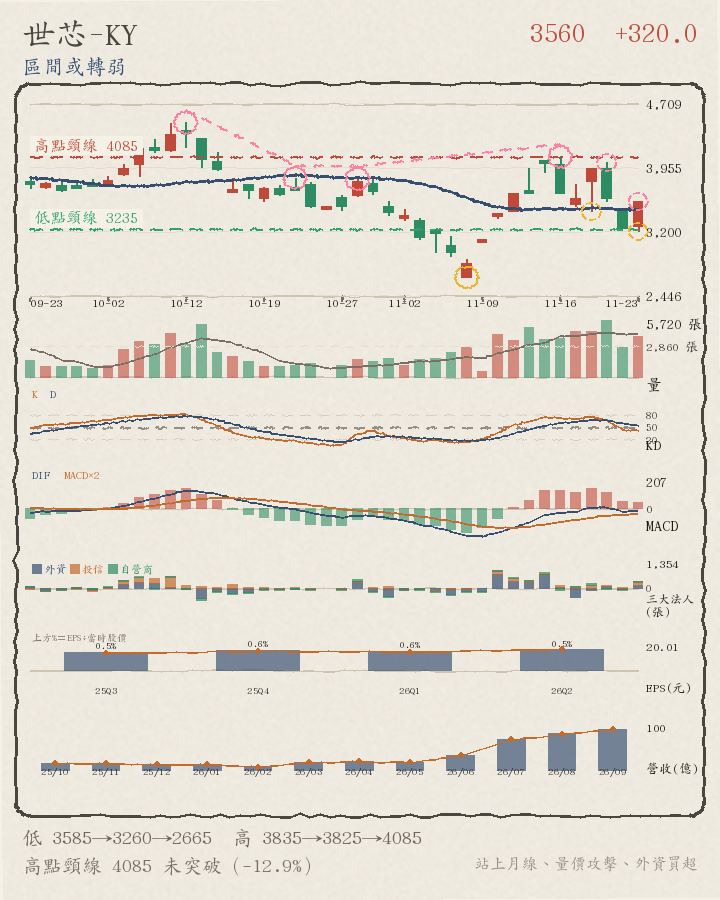 世芯-KY
3560 +320.0
區間或轉弱
4,709
高點頸線 4085
3,955
低點頸線 3235
3,200
2,446
09-23 10-02 10-12 10-19 10-27 11-02 11-09 11-16 11-23
5,720 張
2,860 張
量
K D
80
50
20
KD
DIF MACD×2
207
0
MACD
外資 投信 自營商
1,354
0
三大法人
(張)
上方%=EPS÷當時股價
0.5% 0.6% 0.6% 0.5%
20.01
25Q3 25Q4 26Q1 26Q2
EPS(元)
100
營收(億)
25/10 25/11 25/12 26/01 26/02 26/03 26/04 26/05 26/06 26/07 26/08 26/09
低 3585→3260→2665 高 3835→3825→4085
高點頸線 4085 未突破 (-12.9%)
站上月線、量價攻擊、外資買超